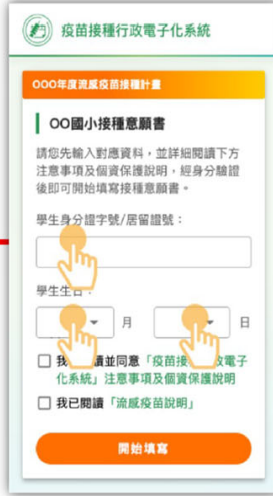 疫苗接種行政電子化系統
OOO年度流感疫苗接種計畫
OO國小接種意願書
請您先輸入對應資料，並詳細閱讀下方
注意事項及個資保護說明，經身分驗證
後即可開始填寫接種意願書。
學生身分證字號/居留證號：
學生生日：
月 日
我 讀並同意「疫苗接 政電子
化系統」注意事項及個資保護說明
我已閱讀「流感疫苗說明」
開始填寫